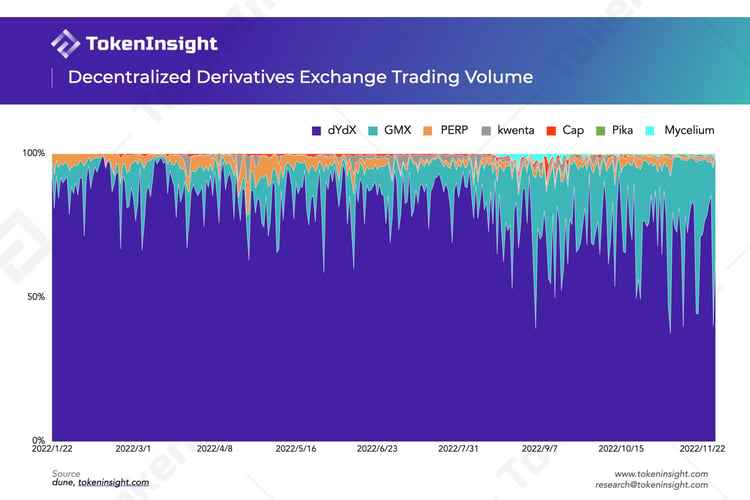 TokenInsight
Decentralized Derivatives Exchange Trading Volume
dYdX GMX PERP kwenta Cap Pika Mycelium
100%
50%
0%
2022/1/22 2022/3/1 2022/4/8 2022/5/16 2022/6/23 2022/7/31 2022/9/7 2022/10/15 2022/11/22
Source
dune, tokeninsight.com
www.tokeninsight.com
research@tokeninsight.com